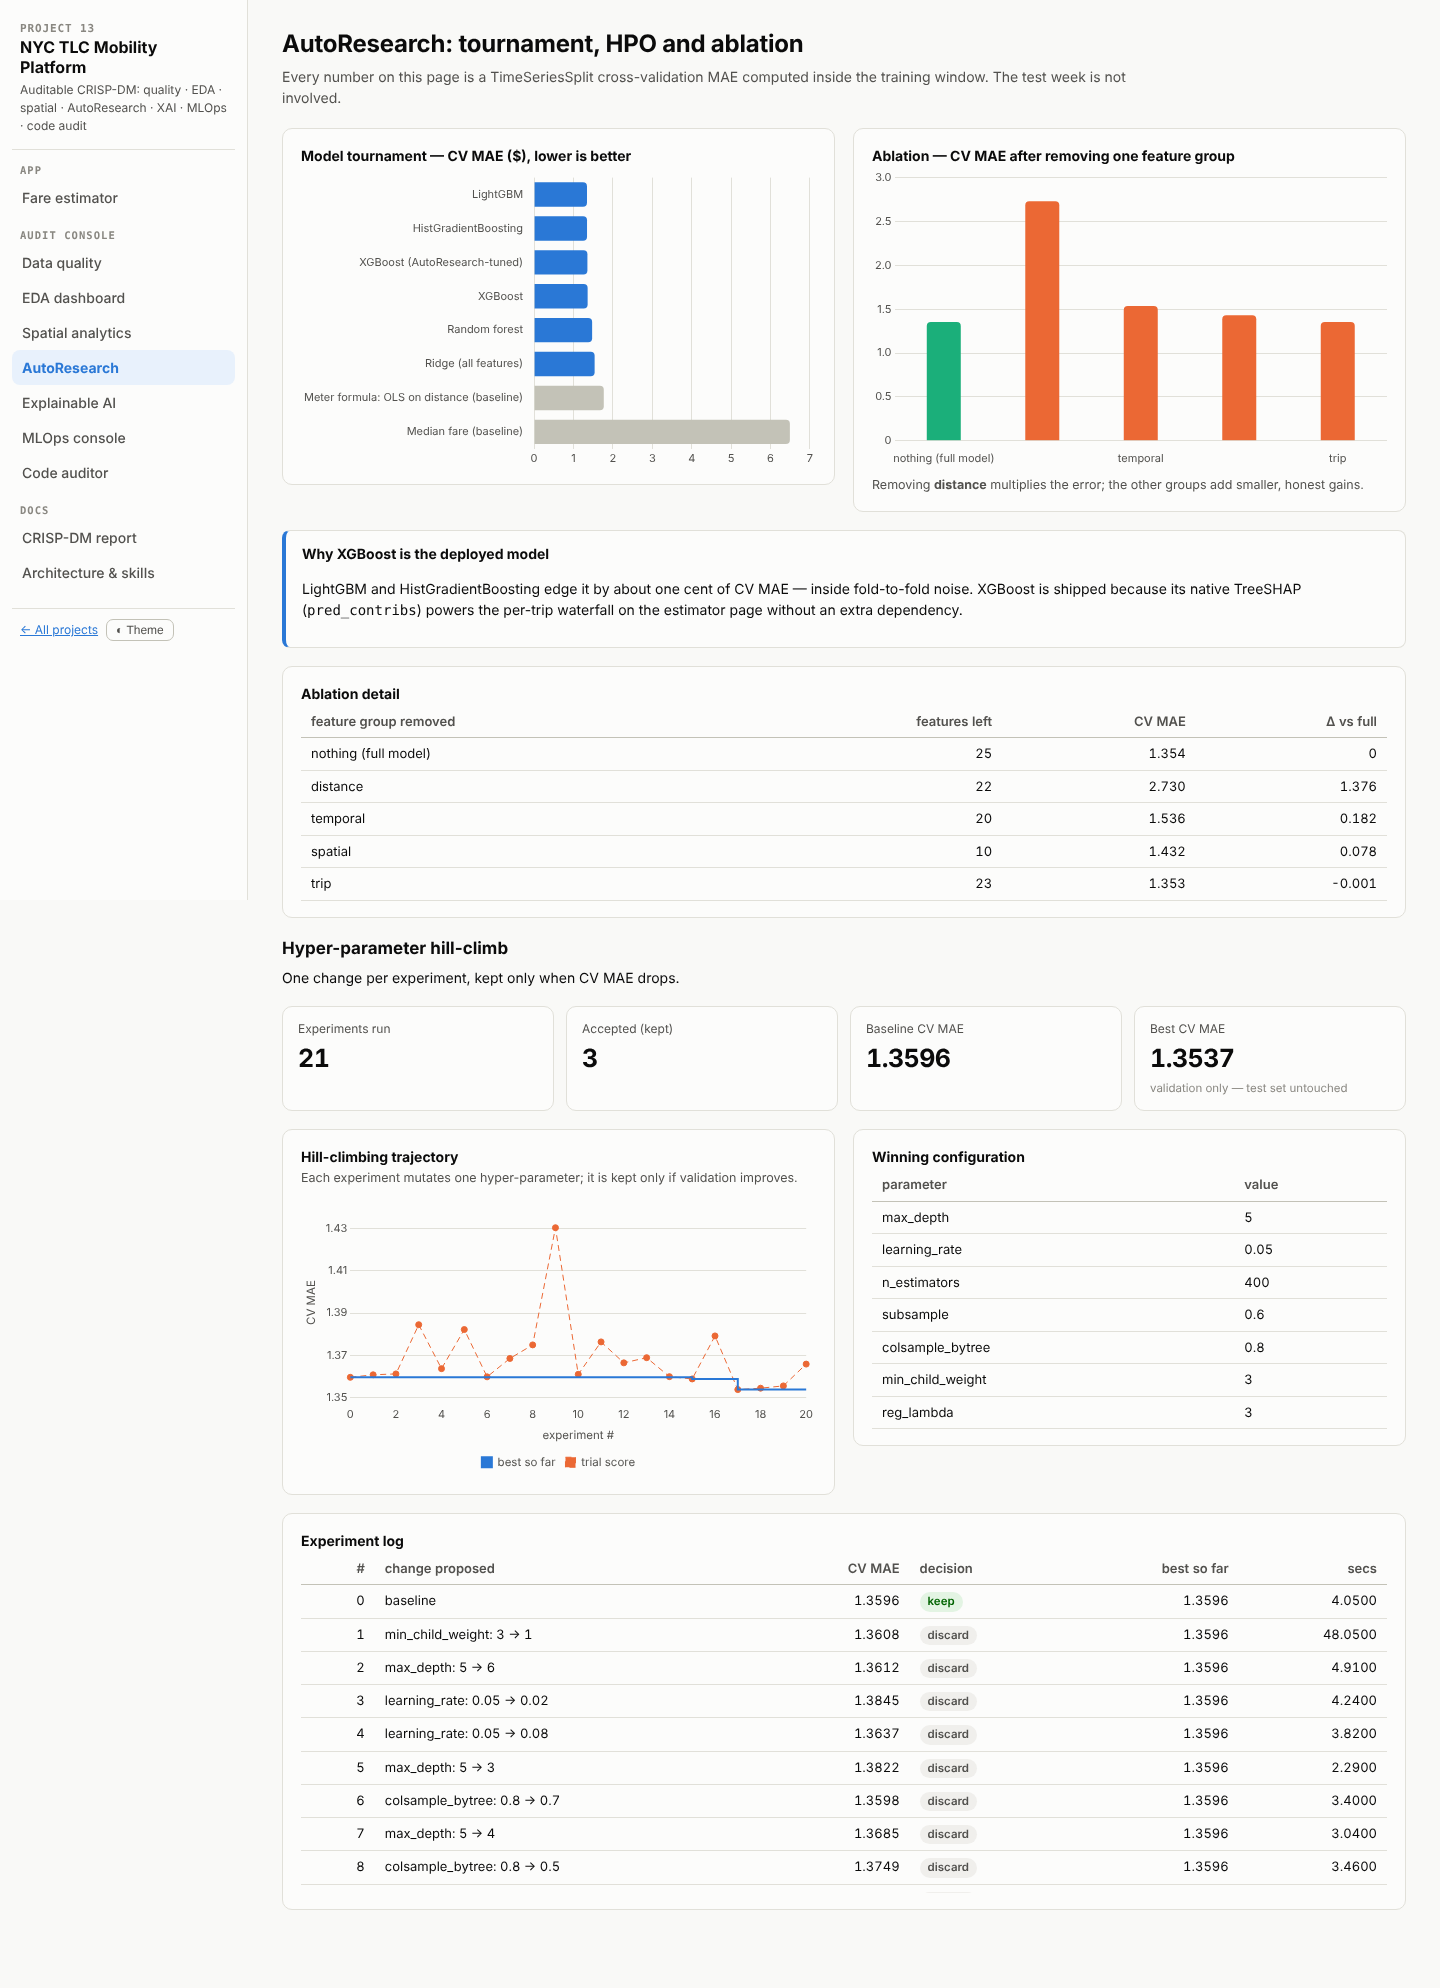 PROJECT 13
NYC TLC Mobility
Platform
Auditable CRISP-DM: quality · EDA ·
spatial · AutoResearch · XAI · MLOps
· code audit
APP
Fare estimator
AUDIT CONSOLE
Data quality
EDA dashboard
Spatial analytics
AutoResearch
Explainable AI
MLOps console
Code auditor
DOCS
CRISP-DM report
Architecture & skills
← All projects
Theme
AutoResearch: tournament, HPO and ablation
Every number on this page is a TimeSeriesSplit cross-validation MAE computed inside the training window. The test week is not
involved.
Model tournament — CV MAE ($), lower is better
LightGBM
HistGradientBoosting
XGBoost (AutoResearch-tuned)
XGBoost
Random forest
Ridge (all features)
Meter formula: OLS on distance (baseline)
Median fare (baseline)
0 1 2 3 4 5 6 7
Ablation — CV MAE after removing one feature group
3.0
2.5
2.0
1.5
1.0
0.5
0
nothing (full model) temporal trip
Removing distance multiplies the error; the other groups add smaller, honest gains.
Why XGBoost is the deployed model
LightGBM and HistGradientBoosting edge it by about one cent of CV MAE — inside fold-to-fold noise. XGBoost is shipped because its native TreeSHAP
(pred_contribs) powers the per-trip waterfall on the estimator page without an extra dependency.
Ablation detail
feature group removed features left CV MAE Δ vs full
nothing (full model) 25 1.354 0
distance 22 2.730 1.376
temporal 20 1.536 0.182
spatial 10 1.432 0.078
trip 23 1.353 -0.001
Hyper-parameter hill-climb
One change per experiment, kept only when CV MAE drops.
Experiments run
21
Accepted (kept)
3
Baseline CV MAE
1.3596
Best CV MAE
1.3537
validation only — test set untouched
Hill-climbing trajectory
Each experiment mutates one hyper-parameter; it is kept only if validation improves.
1.43
1.41
1.39
1.37
1.35
CV MAE
0 2 4 6 8 10 12 14 16 18 20
experiment #
best so far trial score
Winning configuration
parameter value
max_depth 5
learning_rate 0.05
n_estimators 400
subsample 0.6
colsample_bytree 0.8
min_child_weight 3
reg_lambda 3
Experiment log
# change proposed CV MAE decision best so far secs
0 baseline 1.3596 keep 1.3596 4.0500
1 min_child_weight: 3 → 1 1.3608 discard 1.3596 48.0500
2 max_depth: 5 → 6 1.3612 discard 1.3596 4.9100
3 learning_rate: 0.05 → 0.02 1.3845 discard 1.3596 4.2400
4 learning_rate: 0.05 → 0.08 1.3637 discard 1.3596 3.8200
5 max_depth: 5 → 3 1.3822 discard 1.3596 2.2900
6 colsample_bytree: 0.8 → 0.7 1.3598 discard 1.3596 3.4000
7 max_depth: 5 → 4 1.3685 discard 1.3596 3.0400
8 colsample_bytree: 0.8 → 0.5 1.3749 discard 1.3596 3.4600